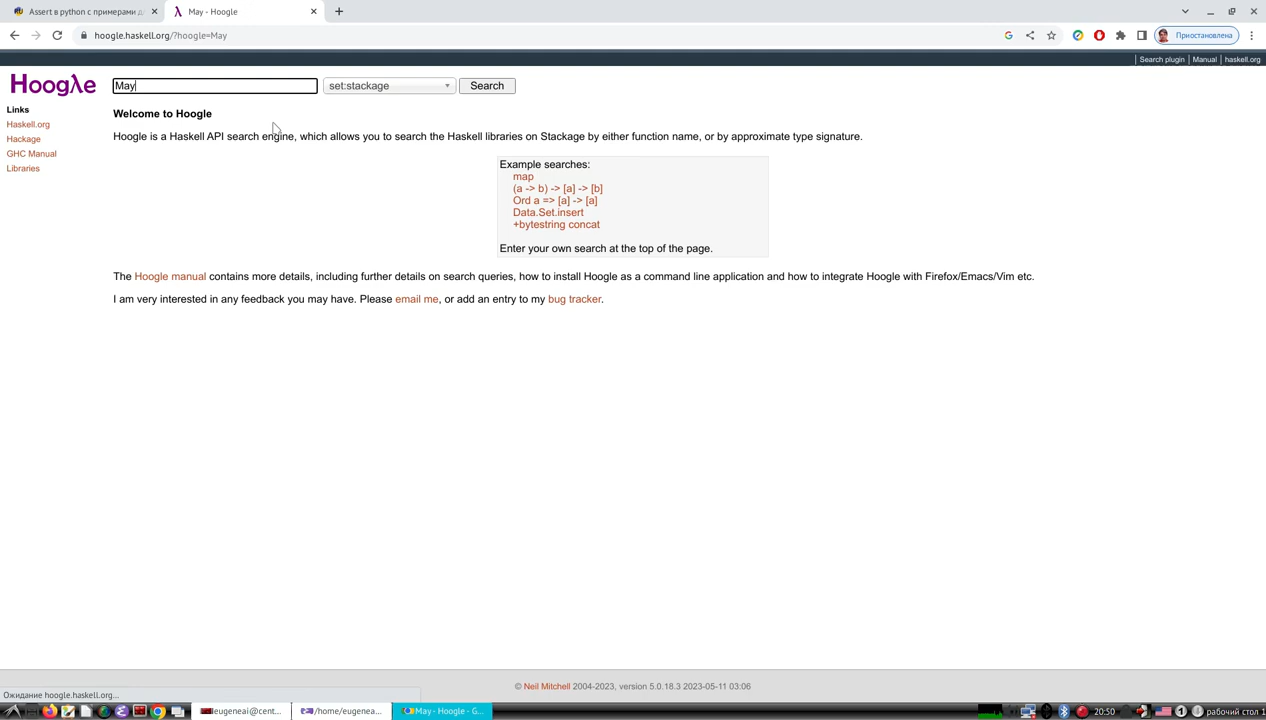 Assert в python с примерами д
May - Hoogle
hoogle.haskell.org/?hoogle=May
Приостановлена
Search plugin | Manual | haskell.org
Hoogλe
May
set:stackage
Search
Links
Haskell.org
Hackage
GHC Manual
Libraries
Welcome to Hoogle
Hoogle is a Haskell API search engine, which allows you to search the Haskell libraries on Stackage by either function name, or by approximate type signature.
Example searches:
map
(a -> b) -> [a] -> [b]
Ord a => [a] -> [a]
Data.Set.insert
+bytestring concat
Enter your own search at the top of the page.
The Hoogle manual contains more details, including further details on search queries, how to install Hoogle as a command line application and how to integrate Hoogle with Firefox/Emacs/Vim etc.
I am very interested in any feedback you may have. Please email me, or add an entry to my bug tracker.
© Neil Mitchell 2004-2023, version 5.0.18.3 2023-05-11 03:06
Ожидание hoogle.haskell.org...
eugeneai@cent...
/home/eugenea...
May - Hoogle - G...
20:50
рабочий стол 1